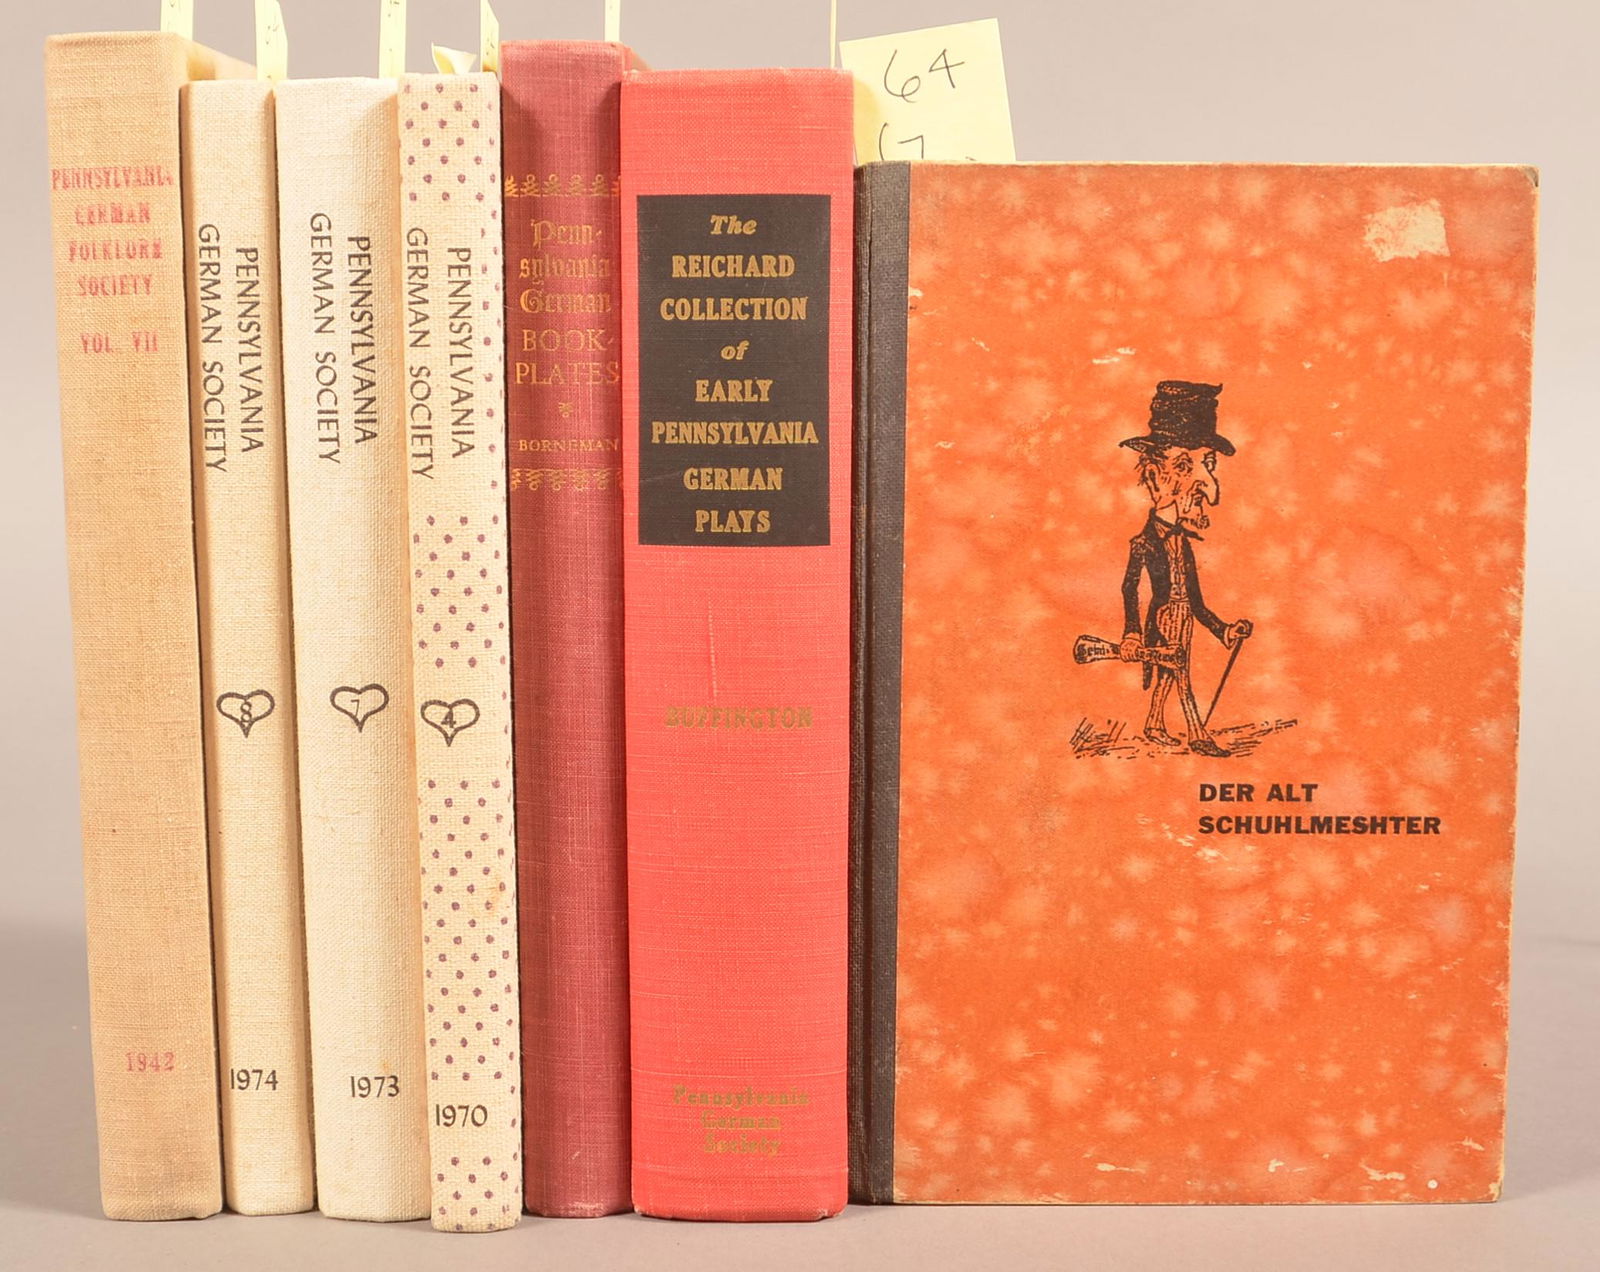 PENNSYLVANIA
GERMAN
FOLKLORE
SOCIETY
VOL. VII
1942
PENNSYLVANIA
GERMAN SOCIETY
8
1974
PENNSYLVANIA
GERMAN SOCIETY
7
1973
PENNSYLVANIA
GERMAN SOCIETY
4
1970
Penn-
sylvania
German
BOOK-
PLATES
BORNEMAN
The
REICHARD
COLLECTION
of
EARLY
PENNSYLVANIA
GERMAN
PLAYS
BUFFINGTON
Pennsylvania
German
Society
64
DER ALT
SCHUHLMESHTER